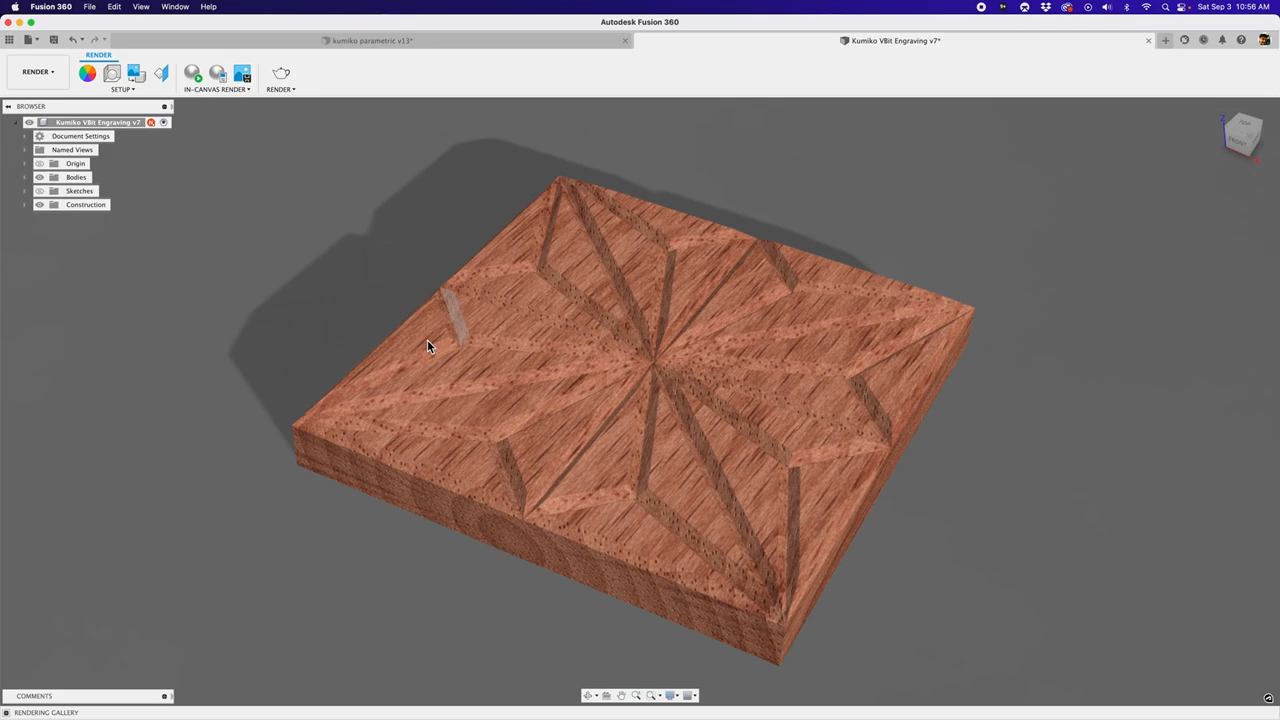 Fusion 360 File Edit View Window Help Sat Sep 3 10:56 AM
Autodesk Fusion 360
kumiko parametric v13*
Kumiko VBit Engraving v7*
RENDER
RENDER
SETUP
IN-CANVAS RENDER
RENDER
BROWSER
Kumiko VBit Engraving v7
Document Settings
Named Views
Origin
Bodies
Sketches
Construction
FRONT
COMMENTS
RENDERING GALLERY